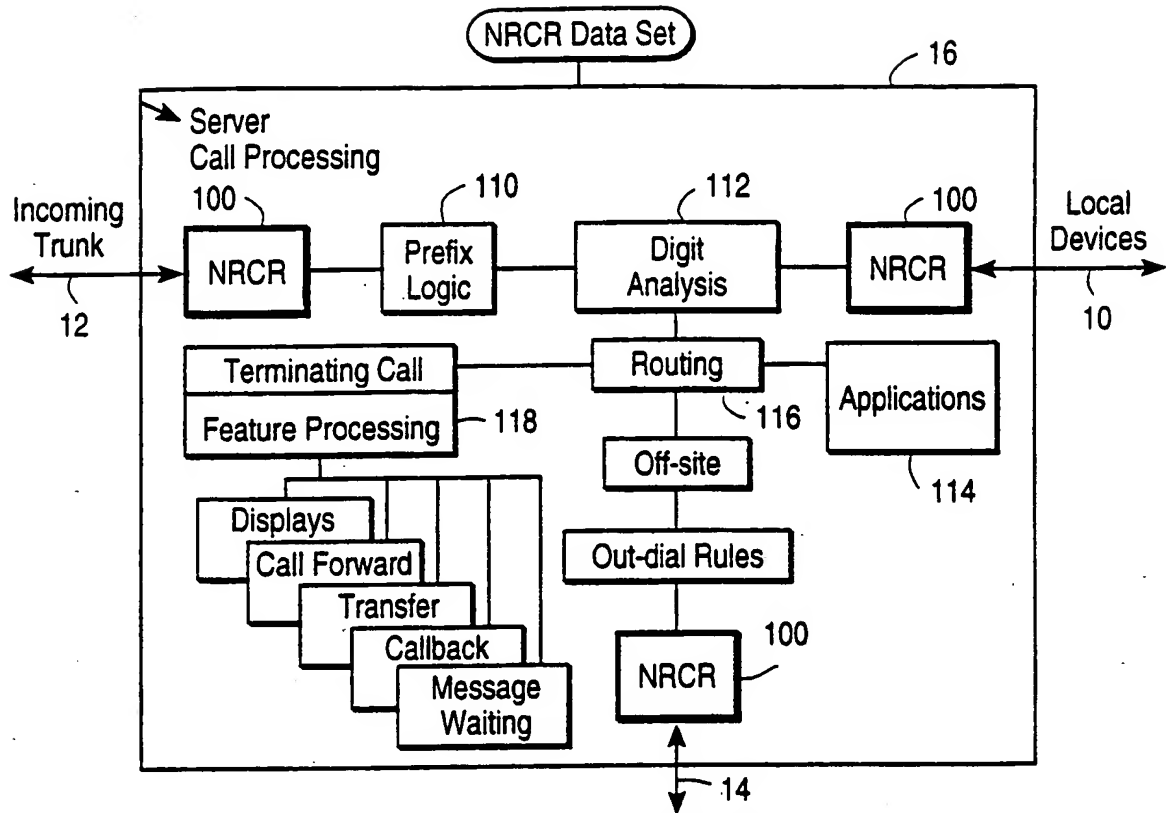 NRCR Data Set
16
Server
Call Processing
100
110
112
100
Incoming
Trunk
Local
Devices
NRCR
Prefix
Logic
Digit
Analysis
NRCR
12
10
Terminating Call
Routing
Applications
Feature Processing
118
116
114
Off-site
Displays
Call Forward
Out-dial Rules
Transfer
Callback
NRCR
100
Message
Waiting
14